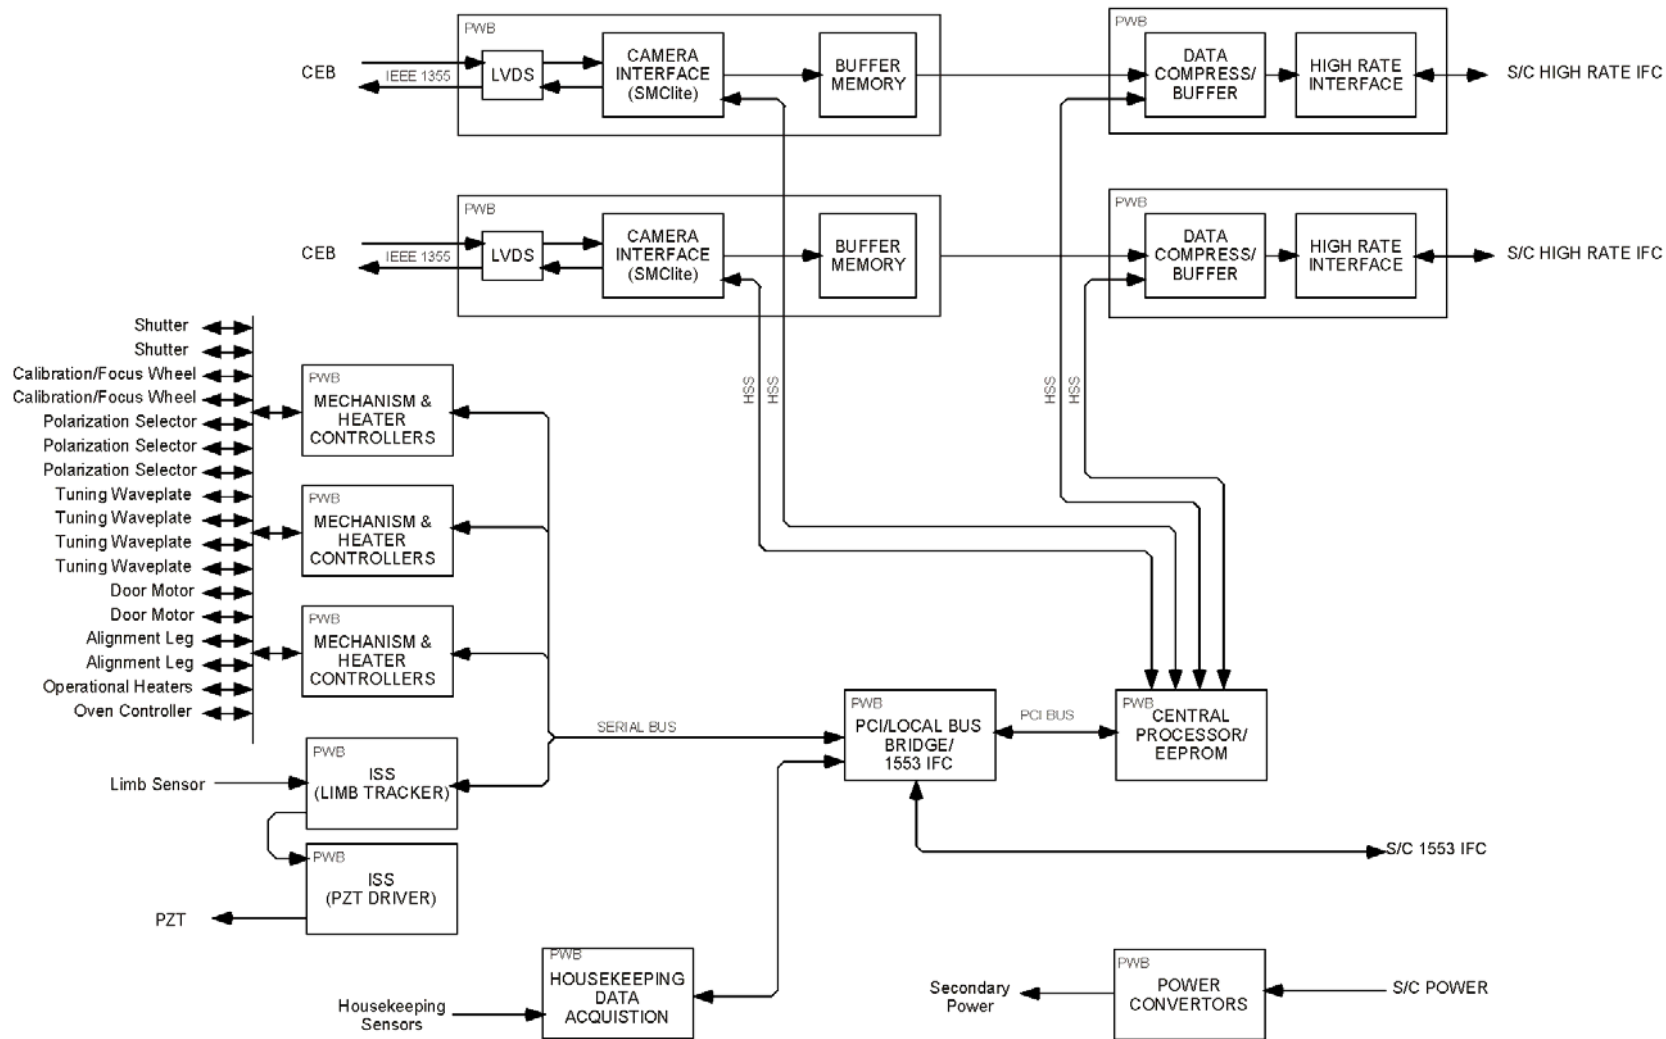 PWB
CEB
IEEE 1355
LVDS
CAMERA
INTERFACE
(SMClite)
BUFFER
MEMORY
PWB
DATA
COMPRESS/
BUFFER
HIGH RATE
INTERFACE
S/C HIGH RATE IFC
PWB
CEB
IEEE 1355
LVDS
CAMERA
INTERFACE
(SMClite)
BUFFER
MEMORY
PWB
DATA
COMPRESS/
BUFFER
HIGH RATE
INTERFACE
S/C HIGH RATE IFC
HSS
HSS
HSS
HSS
Shutter
Shutter
Calibration/Focus Wheel
Calibration/Focus Wheel
Polarization Selector
Polarization Selector
Polarization Selector
Tuning Waveplate
Tuning Waveplate
Tuning Waveplate
Tuning Waveplate
Door Motor
Door Motor
Alignment Leg
Alignment Leg
Operational Heaters
Oven Controller
PWB
MECHANISM &
HEATER
CONTROLLERS
PWB
MECHANISM &
HEATER
CONTROLLERS
PWB
MECHANISM &
HEATER
CONTROLLERS
SERIAL BUS
PWB
PCI/LOCAL BUS
BRIDGE/
1553 IFC
PCI BUS
PWB
CENTRAL
PROCESSOR/
EEPROM
Limb Sensor
PWB
ISS
(LIMB TRACKER)
PWB
ISS
(PZT DRIVER)
PZT
S/C 1553 IFC
Housekeeping
Sensors
PWB
HOUSEKEEPING
DATA
ACQUISTION
Secondary
Power
PWB
POWER
CONVERTORS
S/C POWER